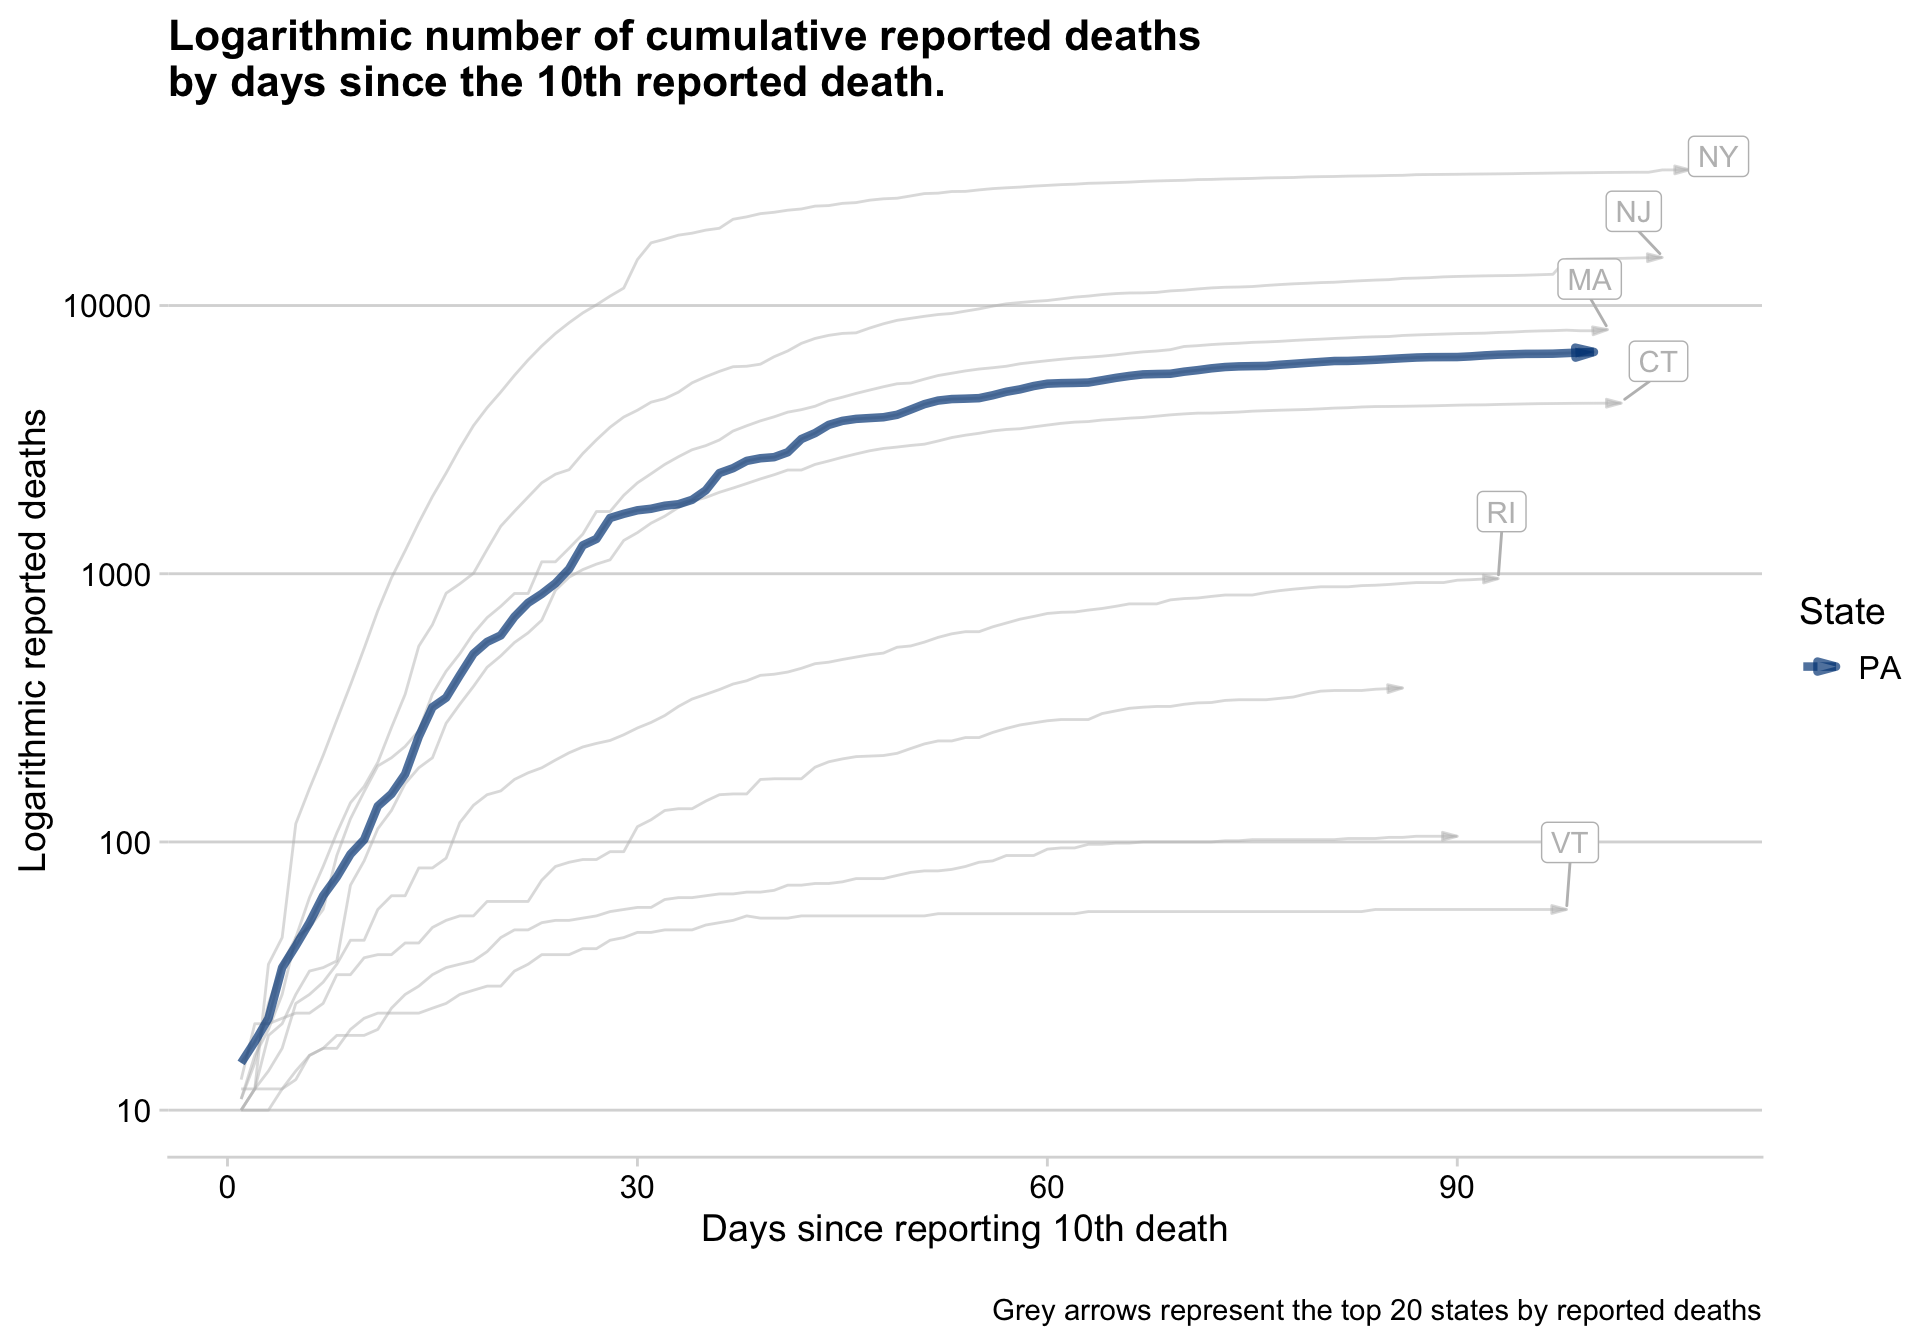 Logarithmic number of cumulative reported deaths
by days since the 10th reported death.
NY
NJ
MA
CT
RI
VT
10000
1000
100
10
Logarithmic reported deaths
0
30
60
90
Days since reporting 10th death
State
PA
Grey arrows represent the top 20 states by reported deaths